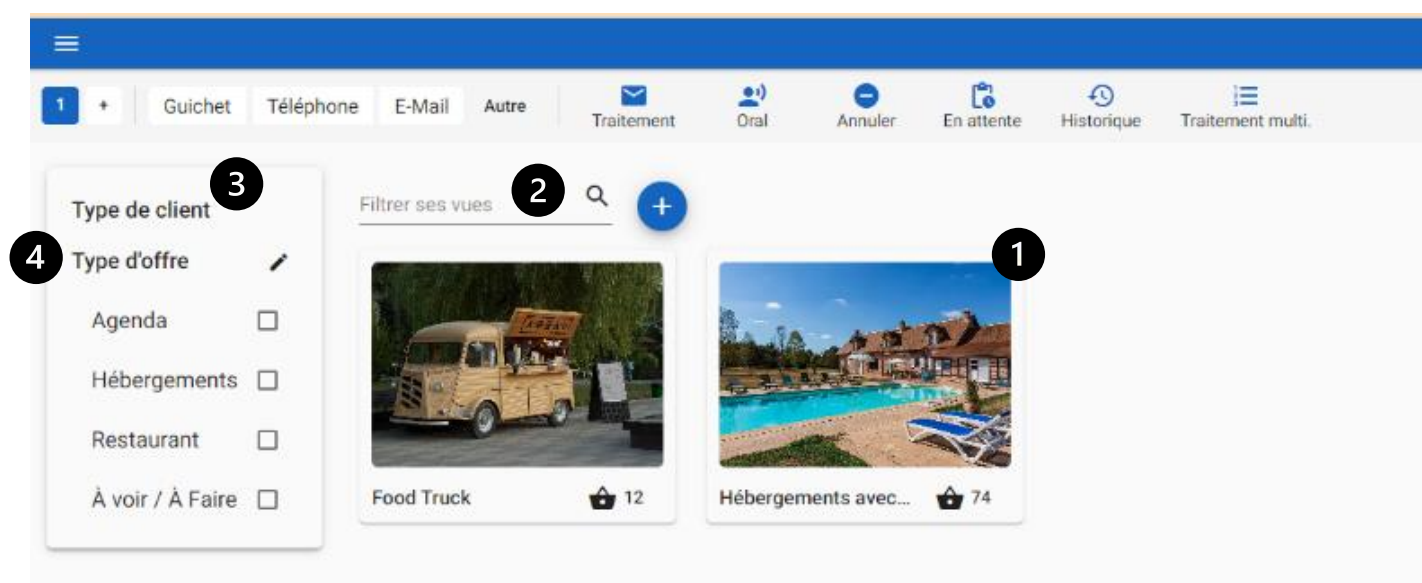 1 + Guichet Téléphone E-Mail Autre Traitement Oral Annuler En attente Historique Traitement multi.
3
Type de client
4 Type d'offre
Agenda
Hébergements
Restaurant
À voir / À Faire
Filtrer ses vues 2 +
1
Food Truck 12
Hébergements avec... 74